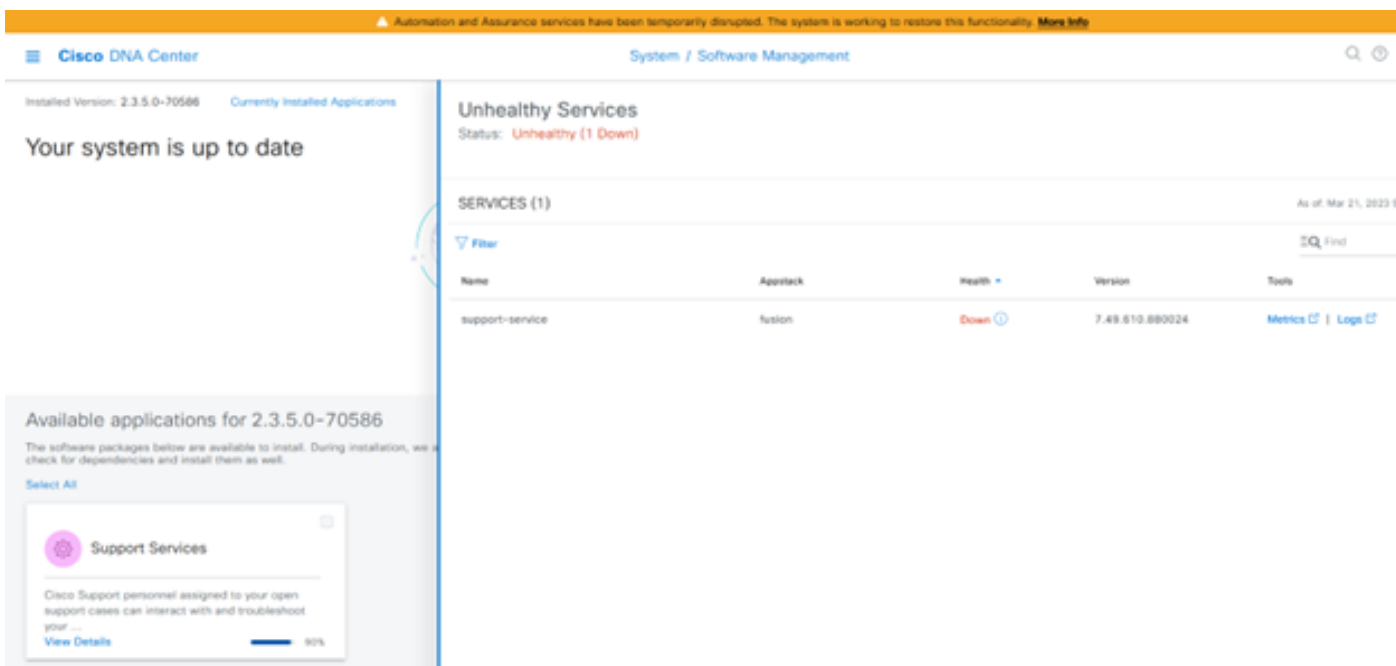 Automation and Assurance services have been temporarily disrupted. The system is working to restore this functionality. More Info
Cisco DNA Center
System / Software Management
Installed Version: 2.3.5.0-70586 Currently Installed Applications
Your system is up to date
Available applications for 2.3.5.0-70586
The software packages below are available to install. During installation, we a
check for dependencies and install them as well.
Select All
Support Services
Cisco Support personnel assigned to your open
support cases can interact with and troubleshoot
your ...
View Details 90%
Unhealthy Services
Status: Unhealthy (1 Down)
SERVICES (1)
As of: Mar 21, 2023
Filter
Find
Name Appstack Health Version Tools
support-service fusion Down 7.49.610.880024 Metrics | Logs